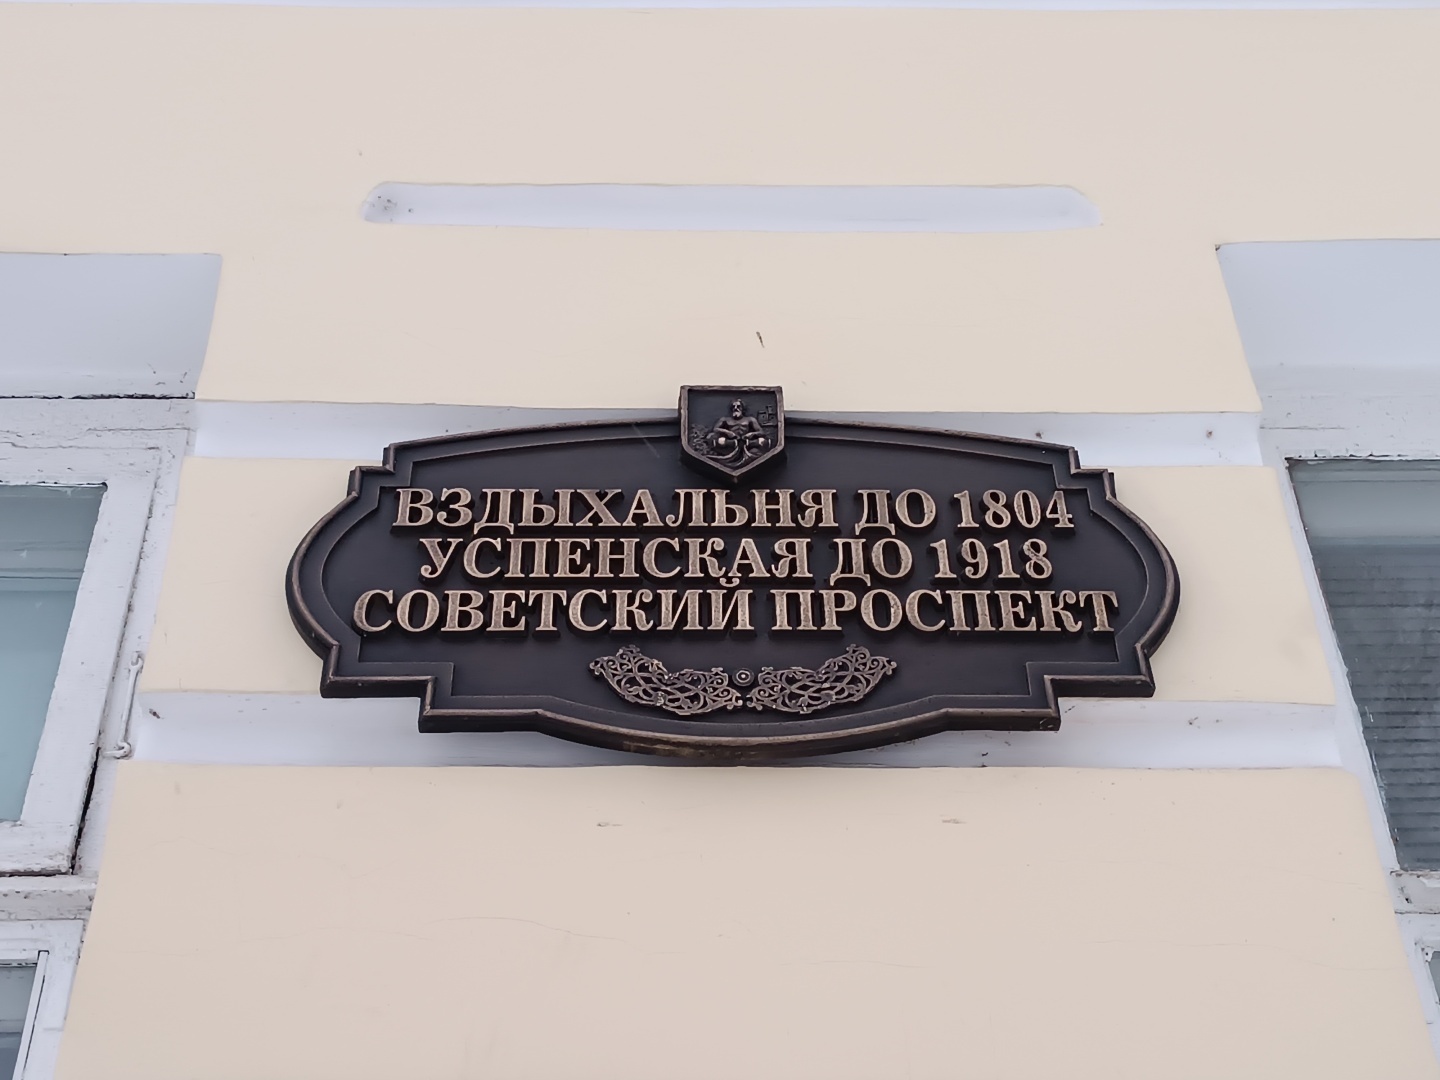 ВЗДЫХАЛЬНЯ ДО 1804
УСПЕНСКАЯ ДО 1918
СОВЕТСКИЙ ПРОСПЕКТ